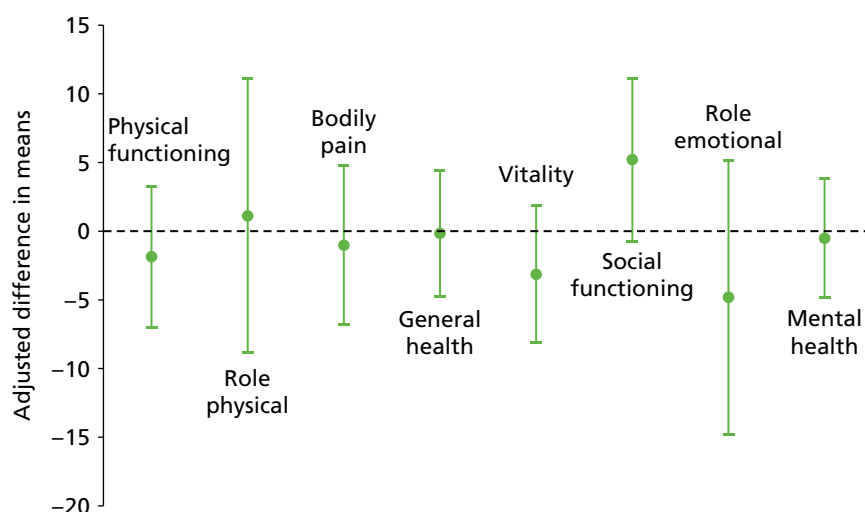 Adjusted difference in means
15
10
5
0
−5
−10
−15
−20
Physical
functioning
Role
physical
Bodily
pain
General
health
Vitality
Social
functioning
Role
emotional
Mental
health